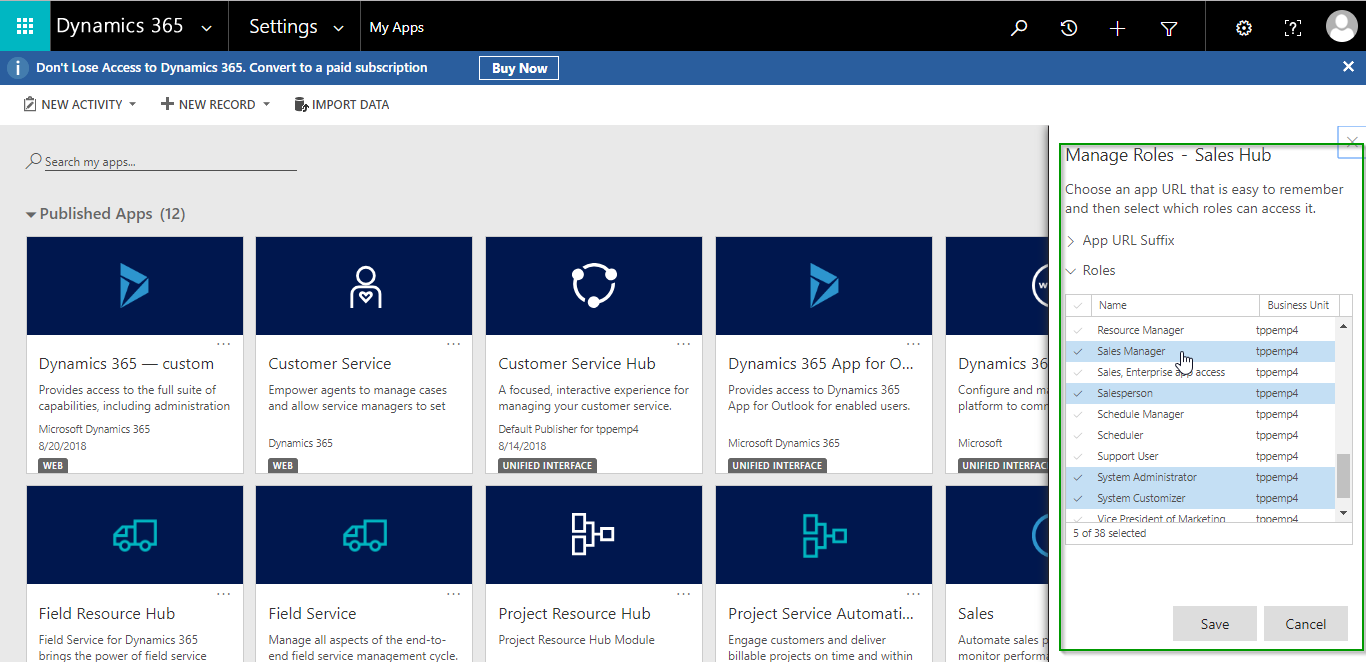 Dynamics 365
Settings
My Apps
Don't Lose Access to Dynamics 365. Convert to a paid subscription
Buy Now
NEW ACTIVITY
NEW RECORD
IMPORT DATA
Search my apps...
Published Apps (12)
Dynamics 365 — custom
Provides access to the full suite of
capabilities, including administration
Microsoft Dynamics 365
8/20/2018
WEB
Customer Service
Empower agents to manage cases
and allow service managers to set
Dynamics 365
WEB
Customer Service Hub
A focused, interactive experience for
managing your customer service.
Default Publisher for tppemp4
8/14/2018
UNIFIED INTERFACE
Dynamics 365 App for O...
Provides access to Dynamics 365
App for Outlook for enabled users.
Microsoft Dynamics 365
UNIFIED INTERFACE
Dynamics 36
Configure and m
platform to com
Microsoft
UNIFIED INTERFAC
Field Resource Hub
Field Service for Dynamics 365
brings the power of field service
Field Service
Manage all aspects of the end-to-
end field service management cycle.
Project Resource Hub
Project Resource Hub Module
Project Service Automati...
Engage customers and deliver
billable projects on time and within
Sales
Automate sales p
monitor perform
Manage Roles - Sales Hub
Choose an app URL that is easy to remember
and then select which roles can access it.
App URL Suffix
Roles
Name Business Unit
Resource Manager tppemp4
Sales Manager tppemp4
Sales, Enterprise app access tppemp4
Salesperson tppemp4
Schedule Manager tppemp4
Scheduler tppemp4
Support User tppemp4
System Administrator tppemp4
System Customizer tppemp4
Vice President of Marketing tppemp4
5 of 38 selected
Save
Cancel